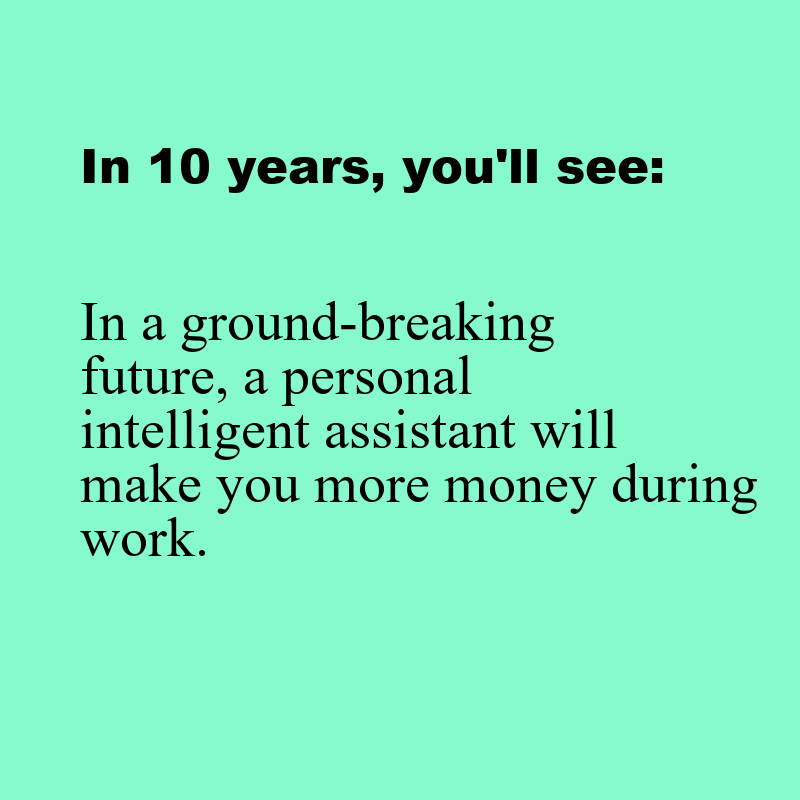 In 10 years, you'll see:
In a ground-breaking
future, a personal
intelligent assistant will
make you more money during
work.